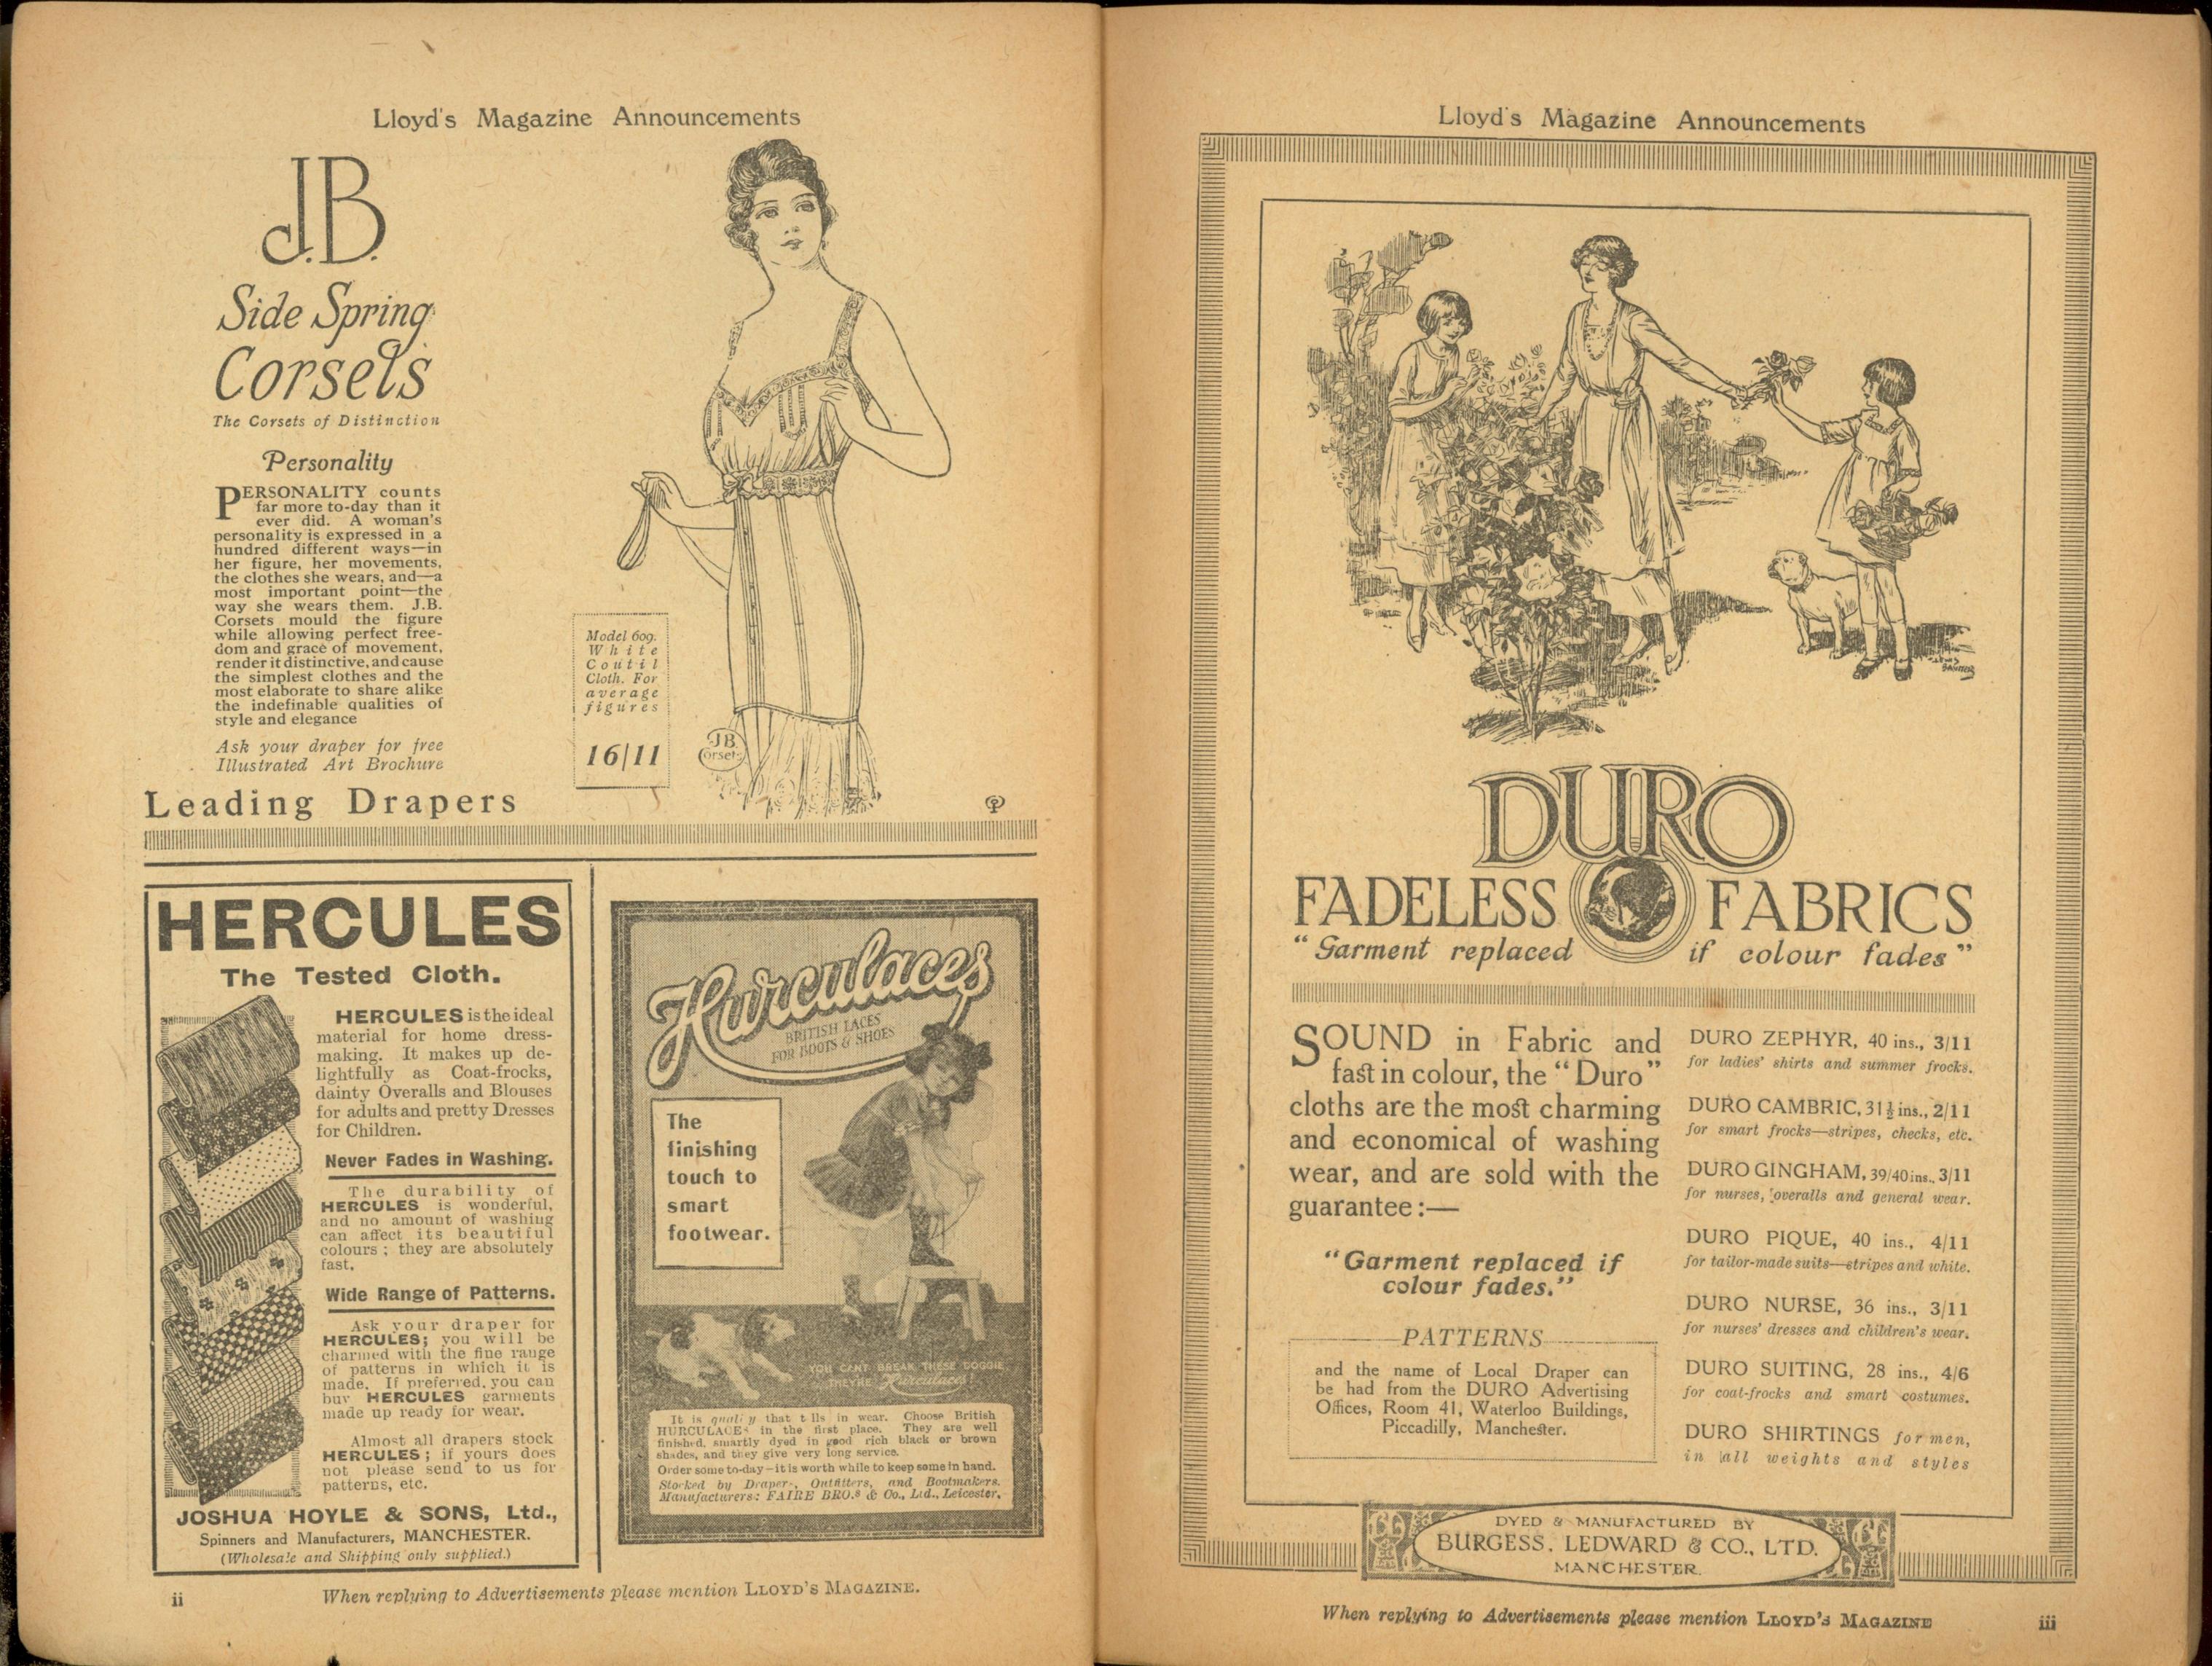 Lloyd's Magazine Announcements
J.B.
Side Spring
Corsets
The Corsets of Distinction
Personality
PERSONALITY counts
far more to-day than it
ever did. A woman's
personality is expressed in a
hundred different ways—in
her figure, her movements,
the clothes she wears, and—a
most important point—the
way she wears them. J.B.
Corsets mould the figure
while allowing perfect free-
dom and grace of movement,
render it distinctive, and cause
the simplest clothes and the
most elaborate to share alike
the indefinable qualities of
style and elegance
Ask your draper for free
Illustrated Art Brochure
Leading Drapers
Model 609.
White
Coutil
Cloth. For
average
figures
16/11
JB
Corsets
HERCULES
The Tested Cloth.
HERCULES is the ideal
material for home dress-
making. It makes up de-
lightfully as Coat-frocks,
dainty Overalls and Blouses
for adults and pretty Dresses
for Children.
Never Fades in Washing.
The durability of
HERCULES is wonderful,
and no amount of washing
can affect its beautiful
colours; they are absolutely
fast.
Wide Range of Patterns.
Ask your draper for
HERCULES; you will be
charmed with the fine range
of patterns in which it is
made. If preferred, you can
buy HERCULES garments
made up ready for wear.
Almost all drapers stock
HERCULES; if yours does
not please send to us for
patterns, etc.
JOSHUA HOYLE & SONS, Ltd.,
Spinners and Manufacturers, MANCHESTER.
(Wholesale and Shipping only supplied.)
Hurculaces
BRITISH LACES
FOR BOOTS & SHOES
The
finishing
touch to
smart
footwear.
YOU CAN'T BREAK THESE DOGGIE,
THEY'RE Hurculaces!
It is quality that tells in wear. Choose British
HURCULACES in the first place. They are well
finished, smartly dyed in good rich black or brown
shades, and they give very long service.
Order some to-day—it is worth while to keep some in hand.
Stocked by Drapers, Outfitters, and Bootmakers.
Manufacturers: FAIRE BRO.S & Co., Ltd., Leicester.
ii
When replying to Advertisements please mention LLOYD'S MAGAZINE.
Lloyd's Magazine Announcements
DURO
FADELESS FABRICS
"Garment replaced if colour fades"
SOUND in Fabric and
fast in colour, the "Duro"
cloths are the most charming
and economical of washing
wear, and are sold with the
guarantee:—
"Garment replaced if
colour fades."
PATTERNS
and the name of Local Draper can
be had from the DURO Advertising
Offices, Room 41, Waterloo Buildings,
Piccadilly, Manchester.
DURO ZEPHYR, 40 ins., 3/11
for ladies' shirts and summer frocks.
DURO CAMBRIC, 31½ ins., 2/11
for smart frocks—stripes, checks, etc.
DURO GINGHAM, 39/40 ins., 3/11
for nurses, overalls and general wear.
DURO PIQUE, 40 ins., 4/11
for tailor-made suits—stripes and white.
DURO NURSE, 36 ins., 3/11
for nurses' dresses and children's wear.
DURO SUITING, 28 ins., 4/6
for coat-frocks and smart costumes.
DURO SHIRTINGS for men,
in all weights and styles
DYED & MANUFACTURED BY
BURGESS, LEDWARD & CO., LTD.
MANCHESTER.
When replying to Advertisements please mention LLOYD'S MAGAZINE
iii